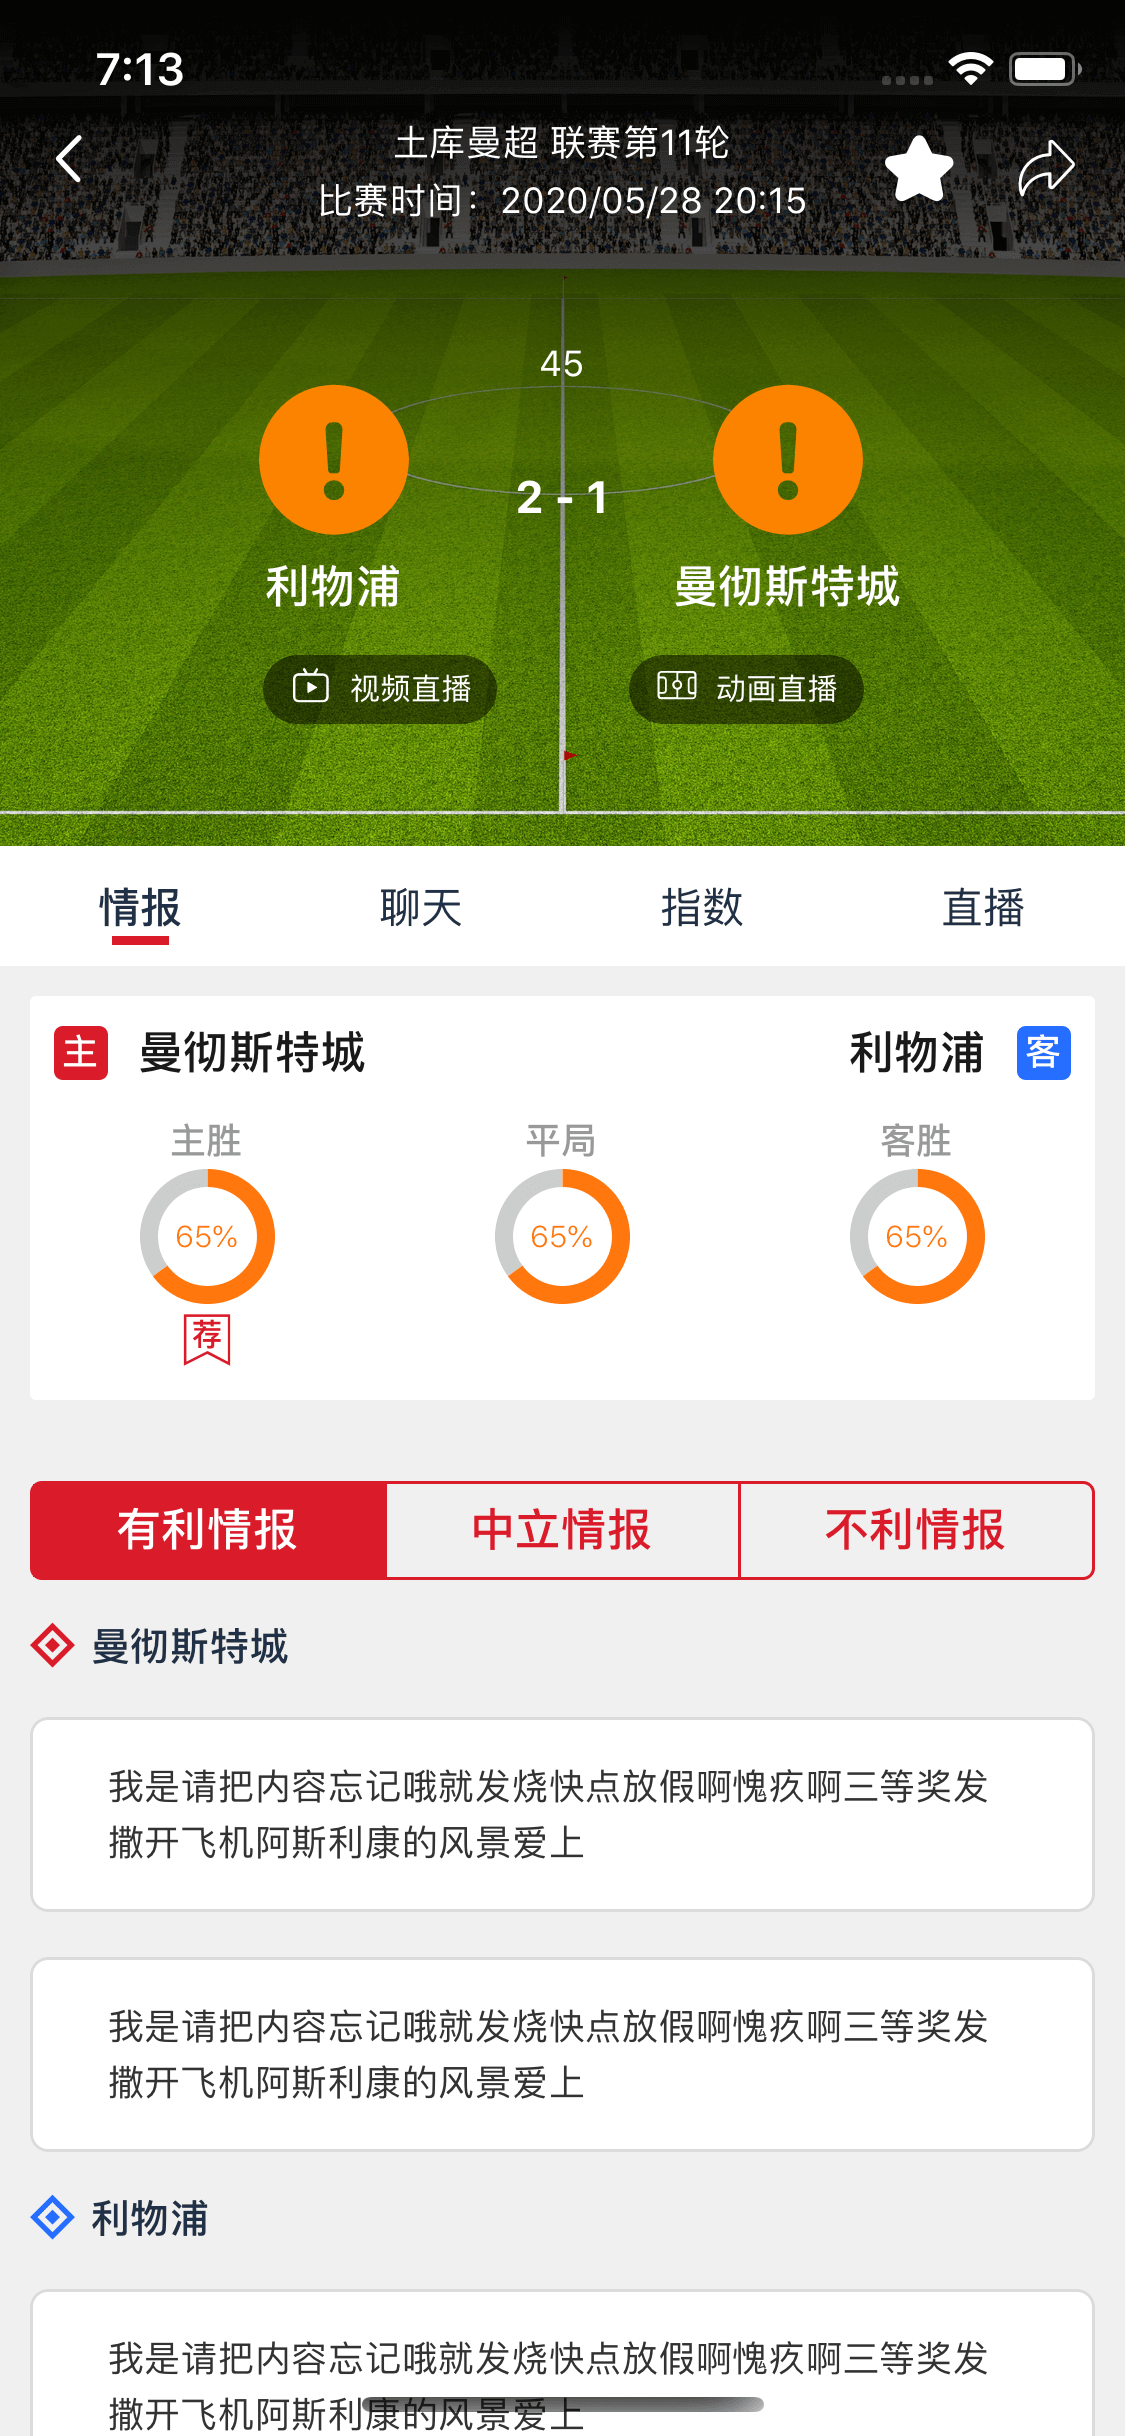 7:13
土库曼超 联赛第11轮
比赛时间：2020/05/28 20:15
45
2 - 1
利物浦
曼彻斯特城
视频直播
动画直播
情报
聊天
指数
直播
主 曼彻斯特城
利物浦 客
主胜
平局
客胜
65%
65%
65%
荐
有利情报
中立情报
不利情报
曼彻斯特城
我是请把内容忘记哦就发烧快点放假啊愧疚啊三等奖发
撒开飞机阿斯利康的风景爱上
我是请把内容忘记哦就发烧快点放假啊愧疚啊三等奖发
撒开飞机阿斯利康的风景爱上
利物浦
我是请把内容忘记哦就发烧快点放假啊愧疚啊三等奖发
撒开飞机阿斯利康的风景爱上